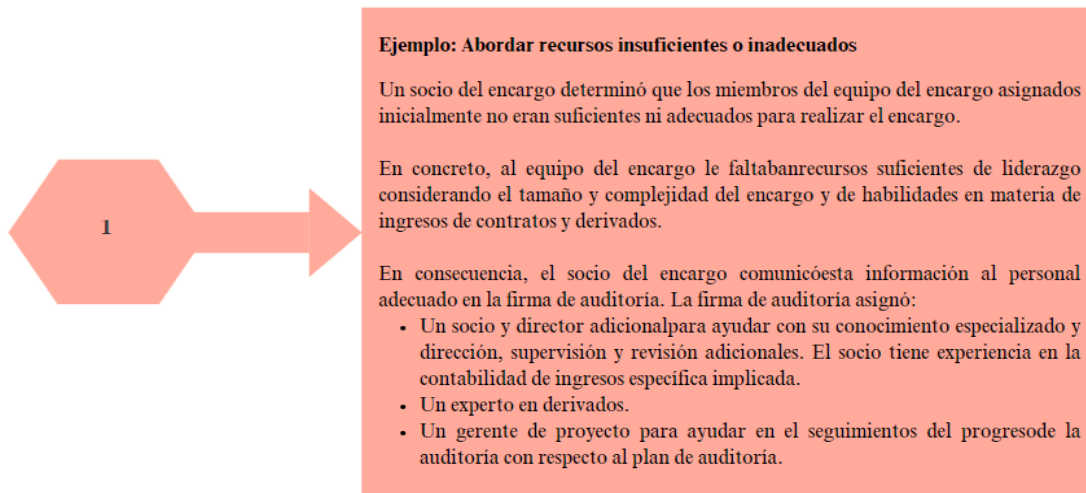 Ejemplo: Abordar recursos insuficientes o inadecuados
Un socio del encargo determinó que los miembros del equipo del encargo asignados
inicialmente no eran suficientes ni adecuados para realizar el encargo.
En concreto, al equipo del encargo le faltabanrecursos suficientes de liderazgo
considerando el tamaño y complejidad del encargo y de habilidades en materia de
ingresos de contratos y derivados.
1
En consecuencia, el socio del encargo comunicóesta información al personal
adecuado en la firma de auditoría. La firma de auditoría asignó:
• Un socio y director adicionalpara ayudar con su conocimiento especializado y
dirección, supervisión y revisión adicionales. El socio tiene experiencia en la
contabilidad de ingresos específica implicada.
• Un experto en derivados.
• Un gerente de proyecto para ayudar en el seguimientos del progresode la
auditoría con respecto al plan de auditoría.